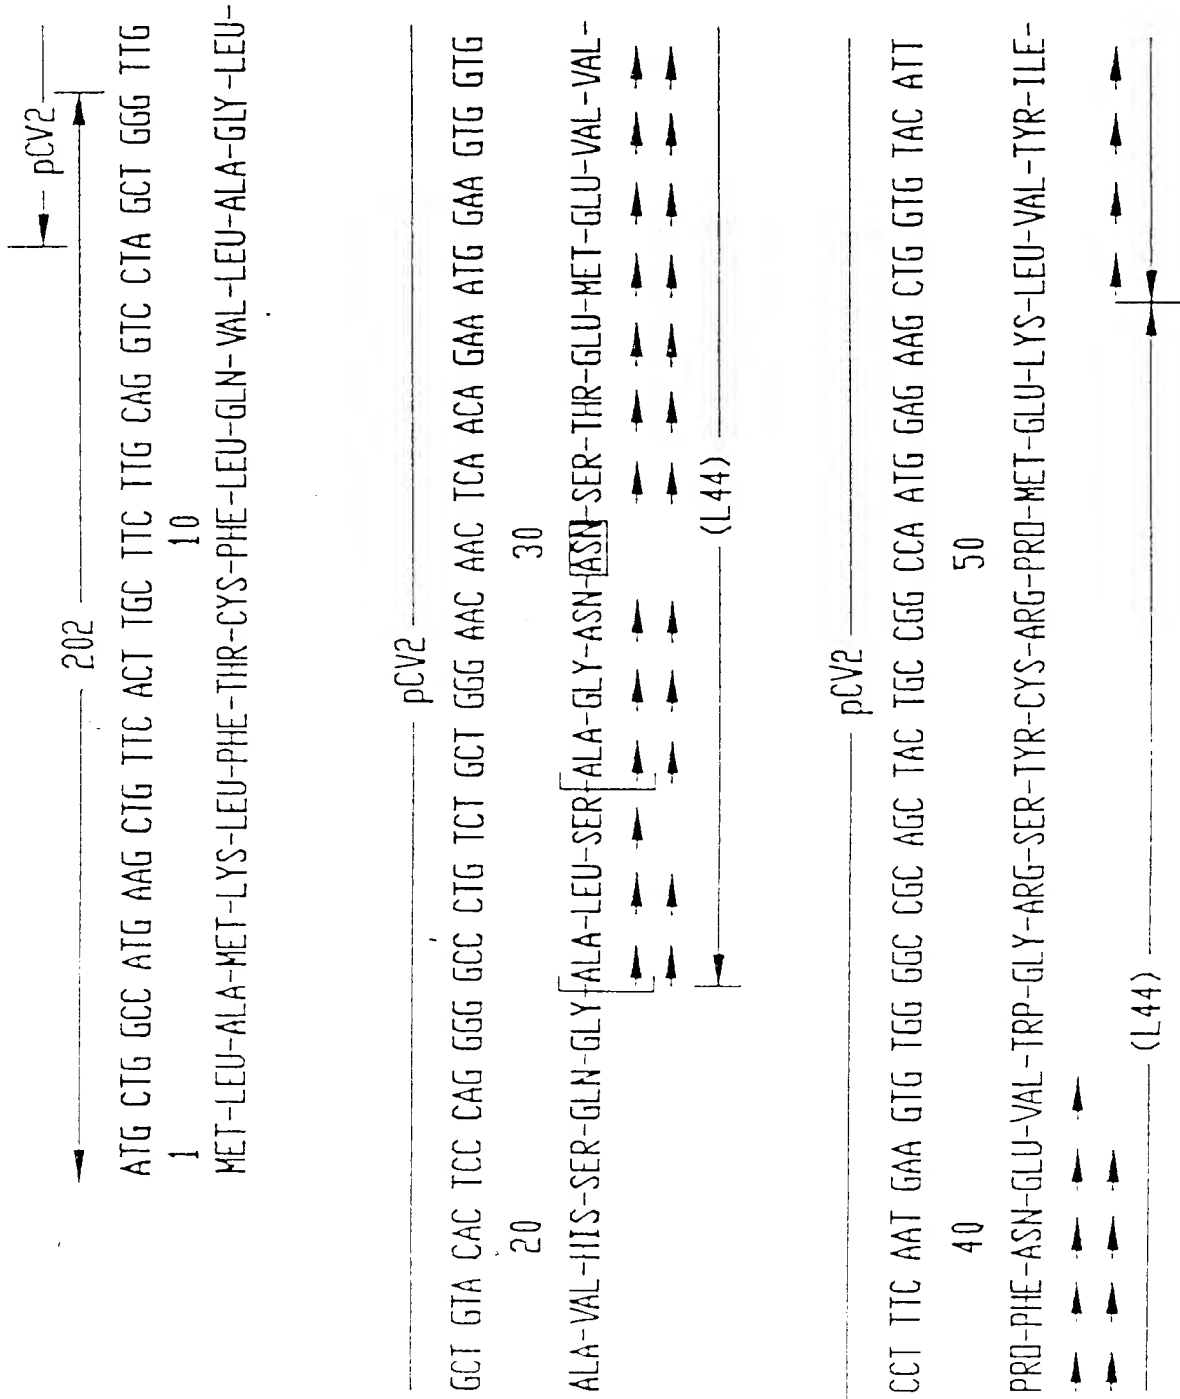 pCV2
202
ATG CTG GCC ATG AAG CTG TTC ACT TGC TTC TTG CAG GTC CTA GCT GGG TTG
1 10
MET-LEU-ALA-MET-LYS-LEU-PHE-THR-CYS-PHE-LEU-GLN-VAL-LEU-ALA-GLY-LEU-
pCV2
GCT GTA CAC TCC CAG GGG GCC CTG TCT GCT GGG AAC AAC TCA ACA GAA ATG GAA GTG GTG
20 30
ALA-VAL-HIS-SER-GLN-GLY-ALA-LEU-SER-ALA-GLY-ASN-ASN-SER-THR-GLU-MET-GLU-VAL-VAL-
(L44)
pCV2
CCT TTC AAT GAA GTG TGG GGC CGC AGC TAC TGC CGG CCA ATG GAG AAG CTG GTG TAC ATT
40 50
PRO-PHE-ASN-GLU-VAL-TRP-GLY-ARG-SER-TYR-CYS-ARG-PRO-MET-GLU-LYS-LEU-VAL-TYR-ILE-
(L44)